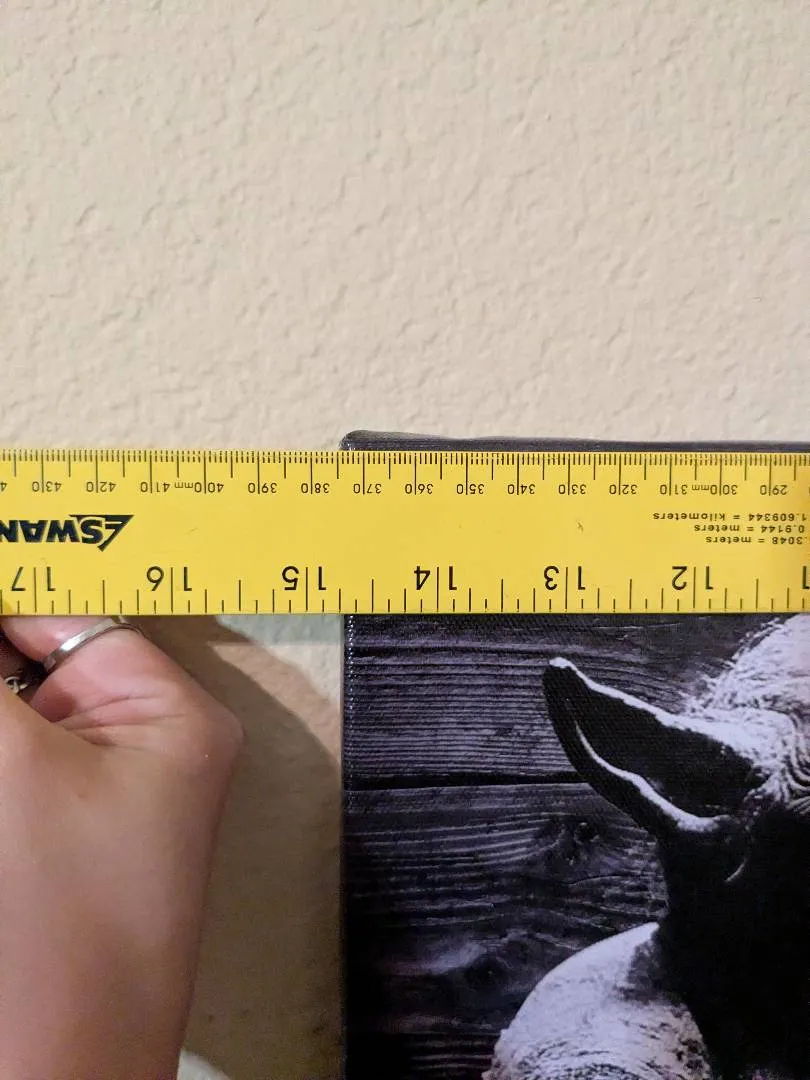 12 13 14 15 16 17
.3048 = meters
0.9144 = meters
1.609344 = kilometers
SWAN
290 300mm 310 320 330 340 350 360 370 380 390 400mm 410 420 430 4